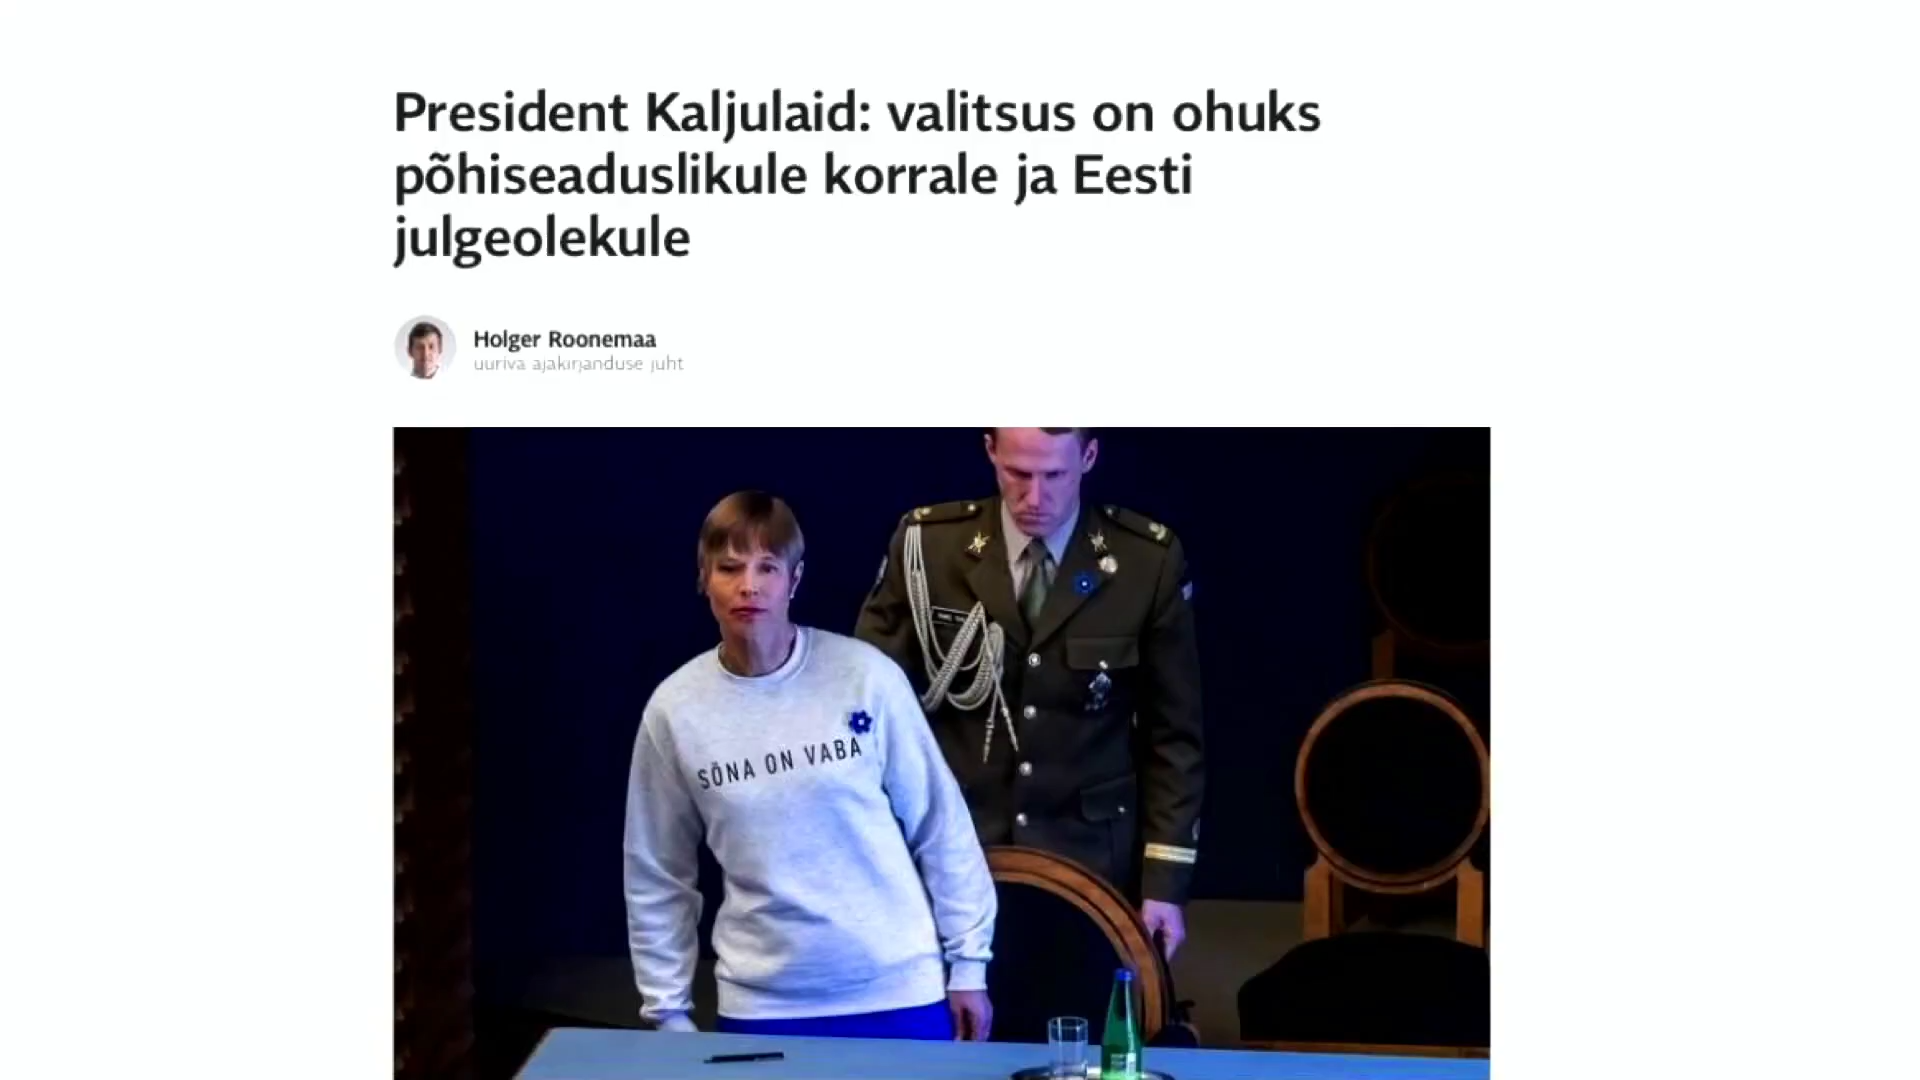 President Kaljulaid: valitsus on ohuks
põhiseaduslikule korrale ja Eesti
julgeolekule
Holger Roonemaa
uuriva ajakirjanduse juht
SÕNA ON VABA